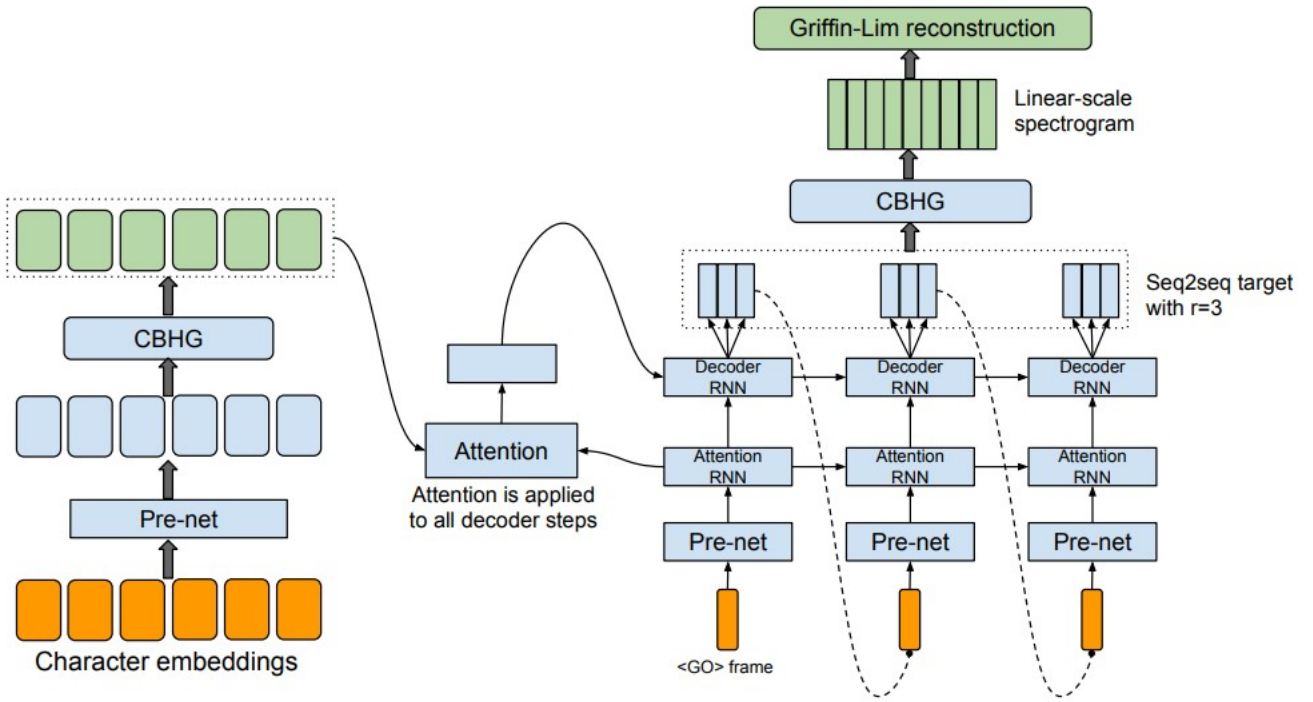 Griffin-Lim reconstruction
Linear-scale
spectrogram
CBHG
Seq2seq target
with r=3
CBHG
Decoder
RNN
Decoder
RNN
Decoder
RNN
Attention
Attention is applied
to all decoder steps
Attention
RNN
Attention
RNN
Attention
RNN
Pre-net
Pre-net
Pre-net
Pre-net
Character embeddings
<GO> frame